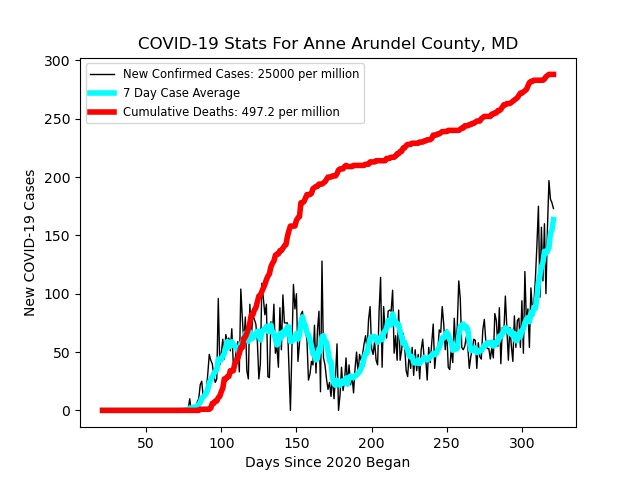 COVID-19 Stats For Anne Arundel County, MD
New Confirmed Cases: 25000 per million
7 Day Case Average
Cumulative Deaths: 497.2 per million
New COVID-19 Cases
300
250
200
150
100
50
0
50
100
150
200
250
300
Days Since 2020 Began